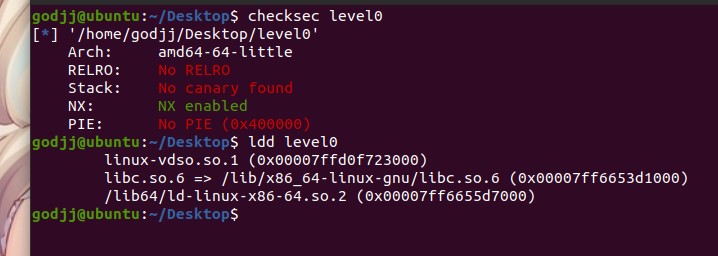 godjj@ubuntu:~/Desktop$ checksec level0
[*] '/home/godjj/Desktop/level0'
    Arch:     amd64-64-little
    RELRO:    No RELRO
    Stack:    No canary found
    NX:       NX enabled
    PIE:      No PIE (0x400000)
godjj@ubuntu:~/Desktop$ ldd level0
        linux-vdso.so.1 (0x00007ffd0f723000)
        libc.so.6 => /lib/x86_64-linux-gnu/libc.so.6 (0x00007ff6653d1000)
        /lib64/ld-linux-x86-64.so.2 (0x00007ff6655d7000)
godjj@ubuntu:~/Desktop$